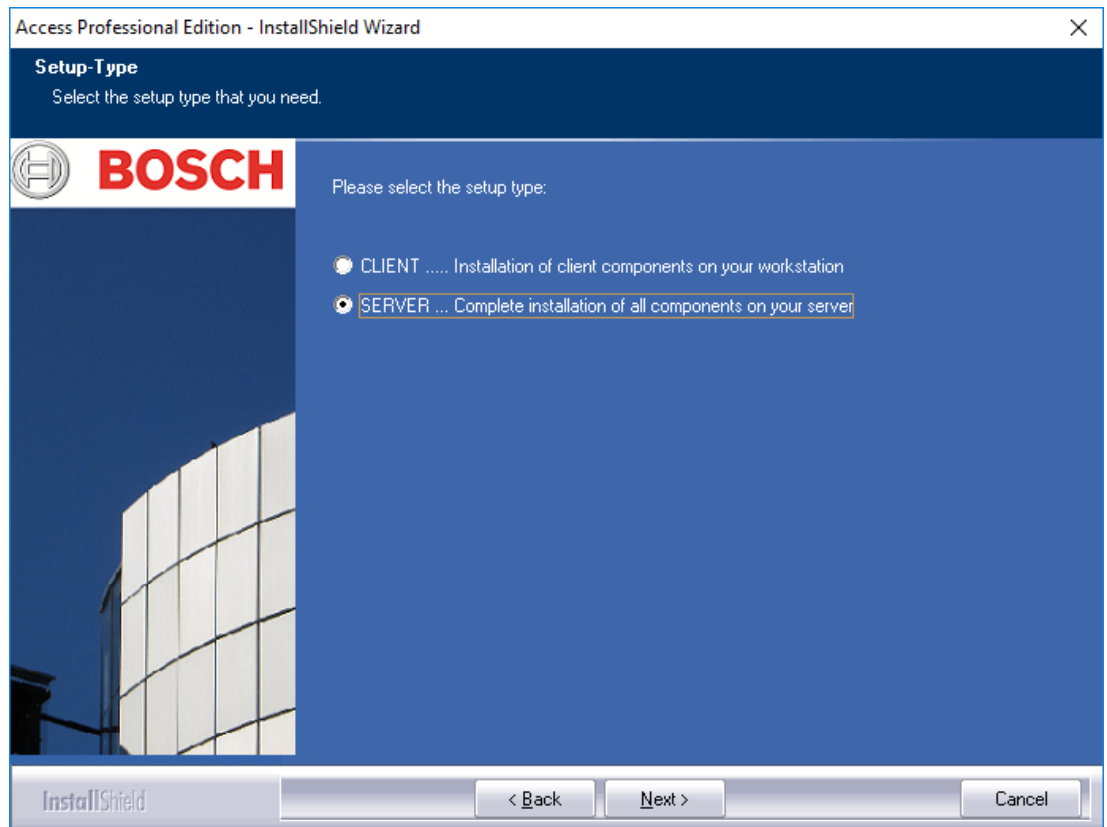 Access Professional Edition - InstallShield Wizard
Setup-Type
Select the setup type that you need.
BOSCH
Please select the setup type:
CLIENT ..... Installation of client components on your workstation
SERVER ... Complete installation of all components on your server
InstallShield
< Back
Next >
Cancel